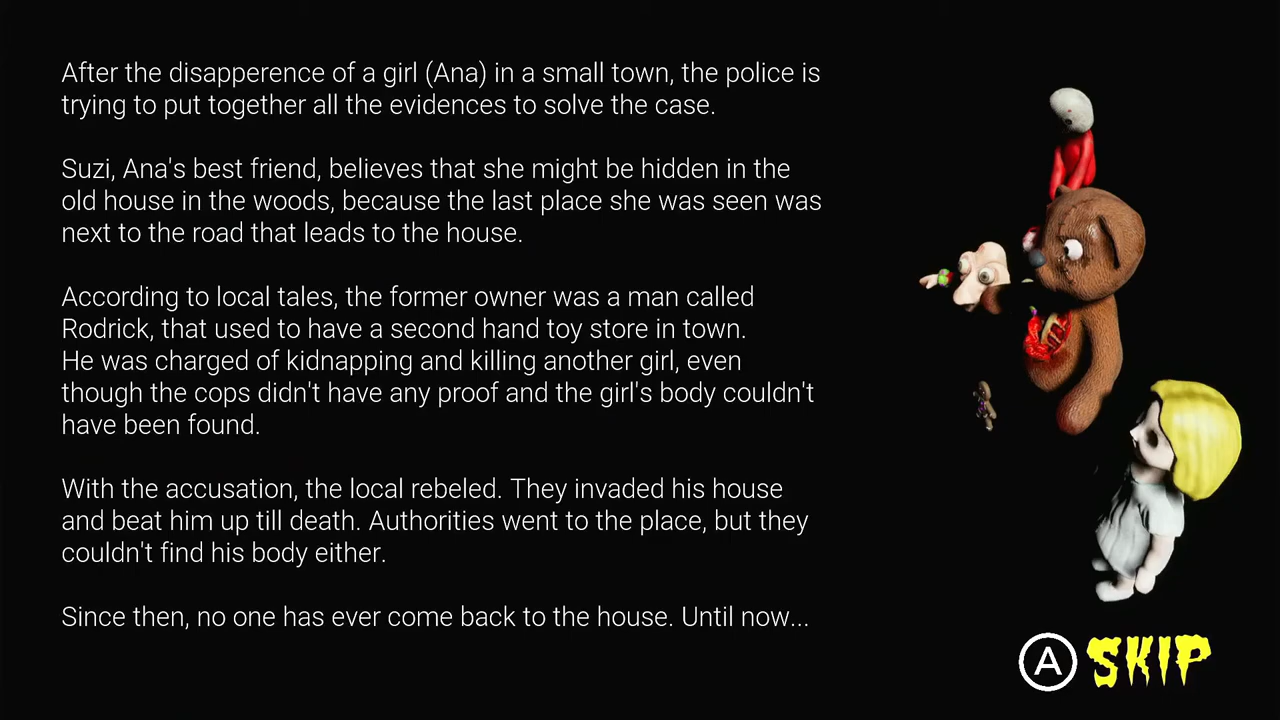 After the disapperence of a girl (Ana) in a small town, the police is
trying to put together all the evidences to solve the case.
Suzi, Ana's best friend, believes that she might be hidden in the
old house in the woods, because the last place she was seen was
next to the road that leads to the house.
According to local tales, the former owner was a man called
Rodrick, that used to have a second hand toy store in town.
He was charged of kidnapping and killing another girl, even
though the cops didn't have any proof and the girl's body couldn't
have been found.
With the accusation, the local rebeled. They invaded his house
and beat him up till death. Authorities went to the place, but they
couldn't find his body either.
Since then, no one has ever come back to the house. Until now...
A SKIP